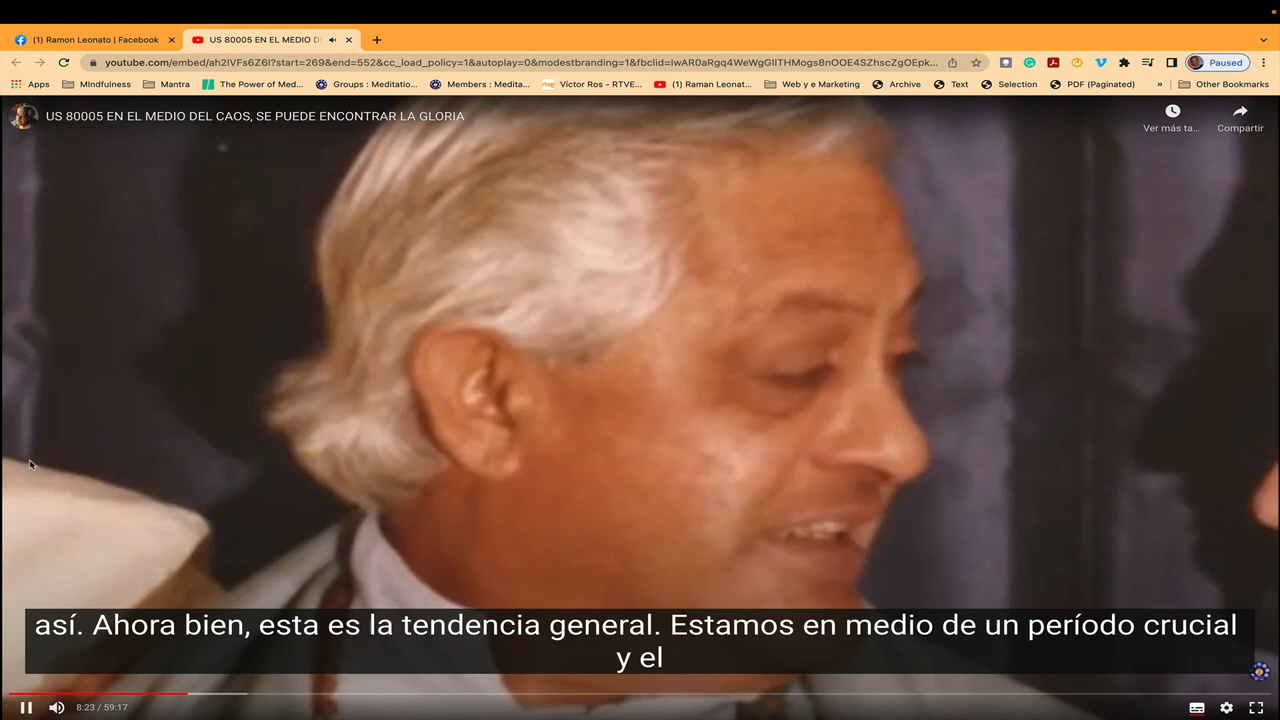 (1) Ramon Leonato | Facebook
US 80005 EN EL MEDIO D
youtube.com/embed/ah2IVFs6Z6I?start=269&end=552&cc_load_policy=1&autoplay=0&modestbranding=1&fbclid=IwAR0aRgq4WeWgGIlTHMogs8nOOE4SZhscZgOEpk...
Paused
Apps
MIndfulness
Mantra
The Power of Med...
Groups : Meditatio...
Members : Medita...
Víctor Ros - RTVE...
(1) Ramon Leonat...
Web y e Marketing
Archive
Text
Selection
PDF (Paginated)
»
Other Bookmarks
US 80005 EN EL MEDIO DEL CAOS, SE PUEDE ENCONTRAR LA GLORIA
Ver más ta...
Compartir
así. Ahora bien, esta es la tendencia general. Estamos en medio de un período crucial
y el
8:23 / 59:17